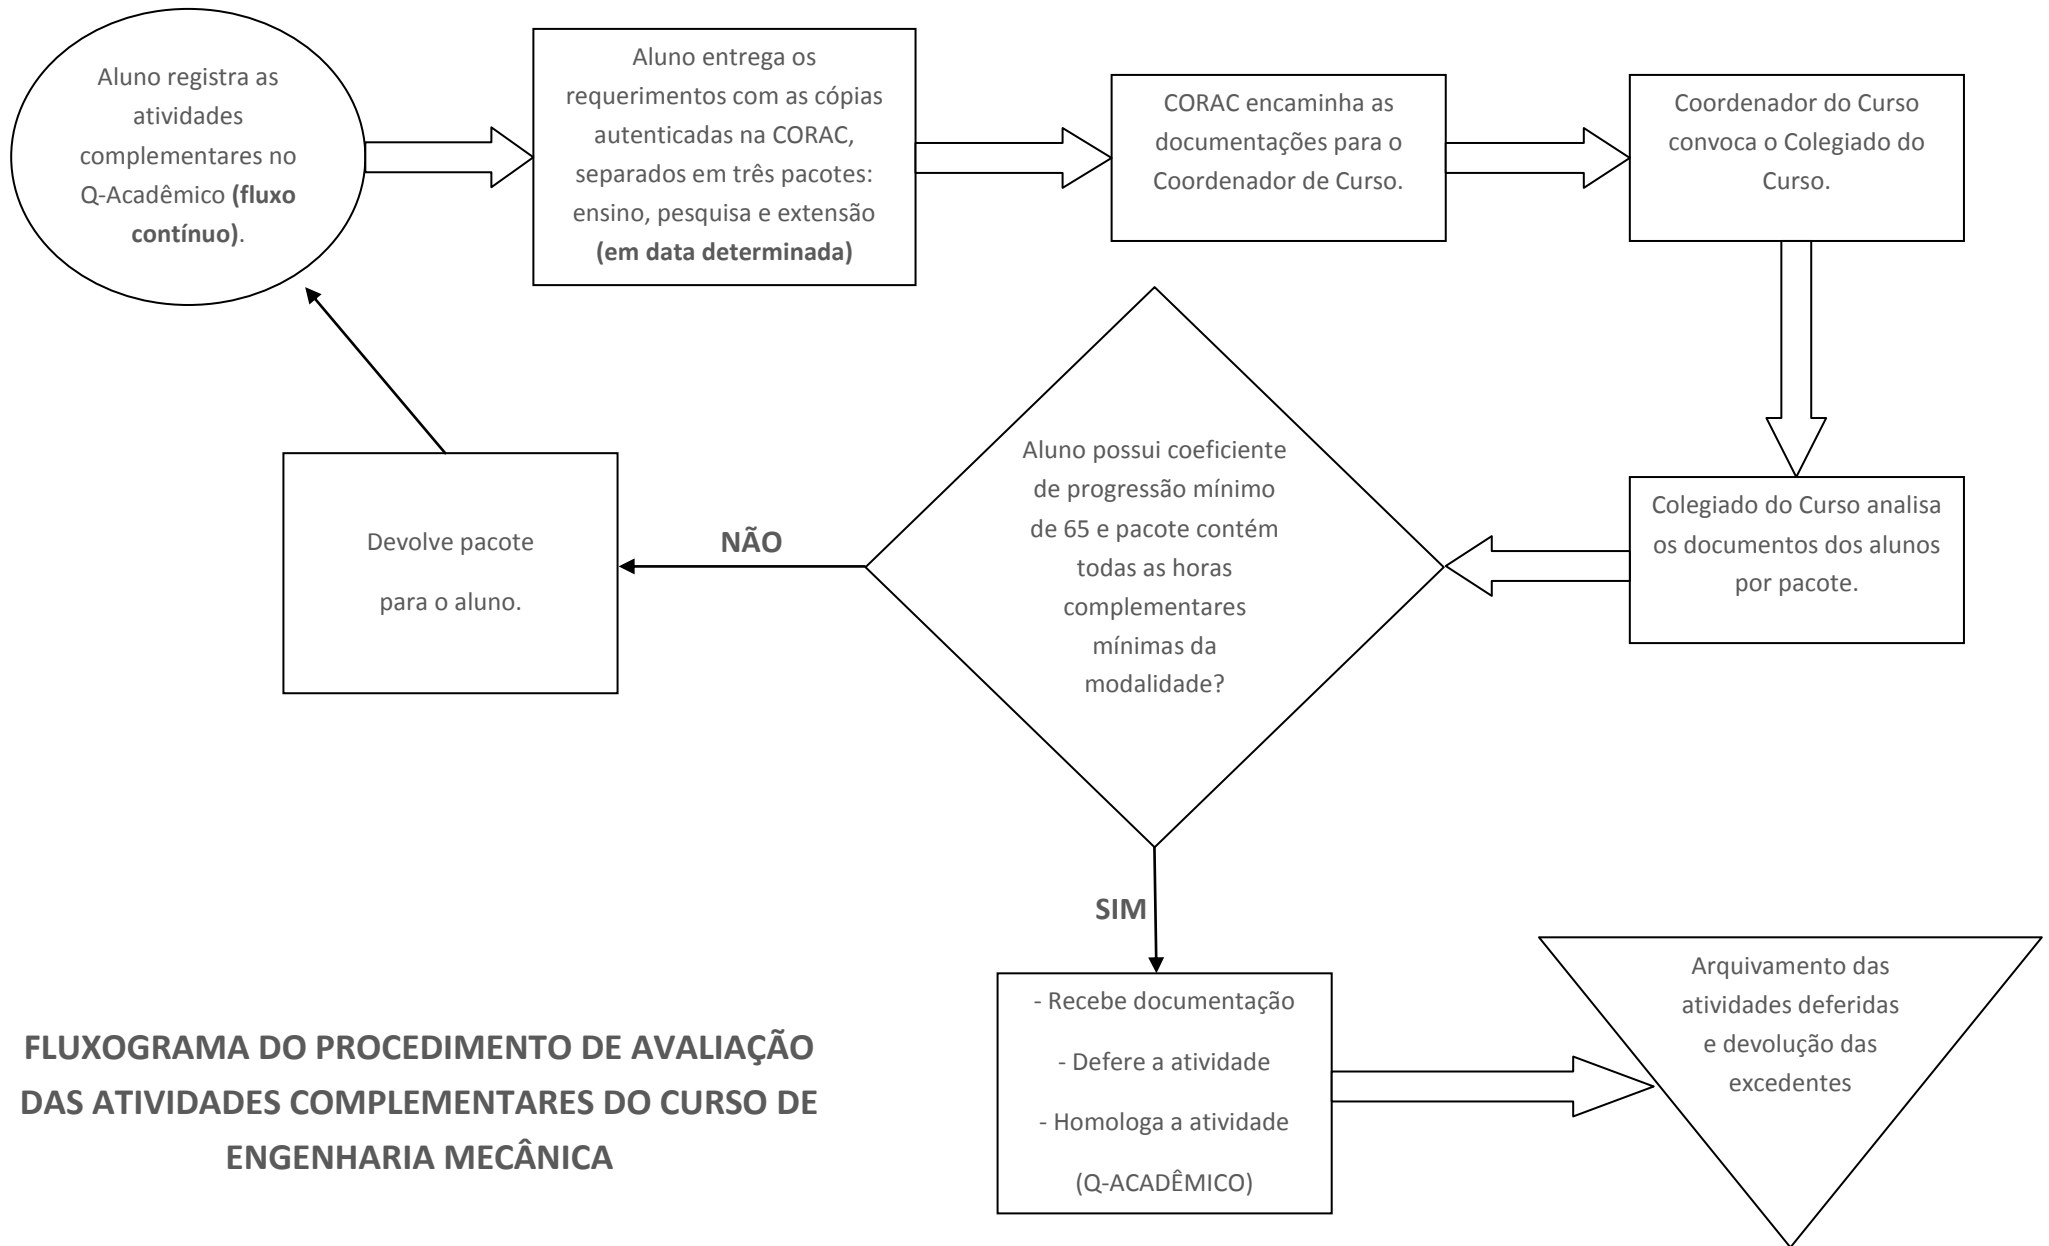 Aluno registra as
atividades
complementares no
Q-Acadêmico (fluxo
contínuo).
Aluno entrega os
requerimentos com as cópias
autenticadas na CORAC,
separados em três pacotes:
ensino, pesquisa e extensão
(em data determinada)
CORAC encaminha as
documentações para o
Coordenador de Curso.
Coordenador do Curso
convoca o Colegiado do
Curso.
Colegiado do Curso analisa
os documentos dos alunos
por pacote.
Aluno possui coeficiente
de progressão mínimo
de 65 e pacote contém
todas as horas
complementares
mínimas da
modalidade?
NÃO
Devolve pacote
para o aluno.
SIM
- Recebe documentação
- Defere a atividade
- Homologa a atividade
(Q-ACADÊMICO)
Arquivamento das
atividades deferidas
e devolução das
excedentes
FLUXOGRAMA DO PROCEDIMENTO DE AVALIAÇÃO
DAS ATIVIDADES COMPLEMENTARES DO CURSO DE
ENGENHARIA MECÂNICA